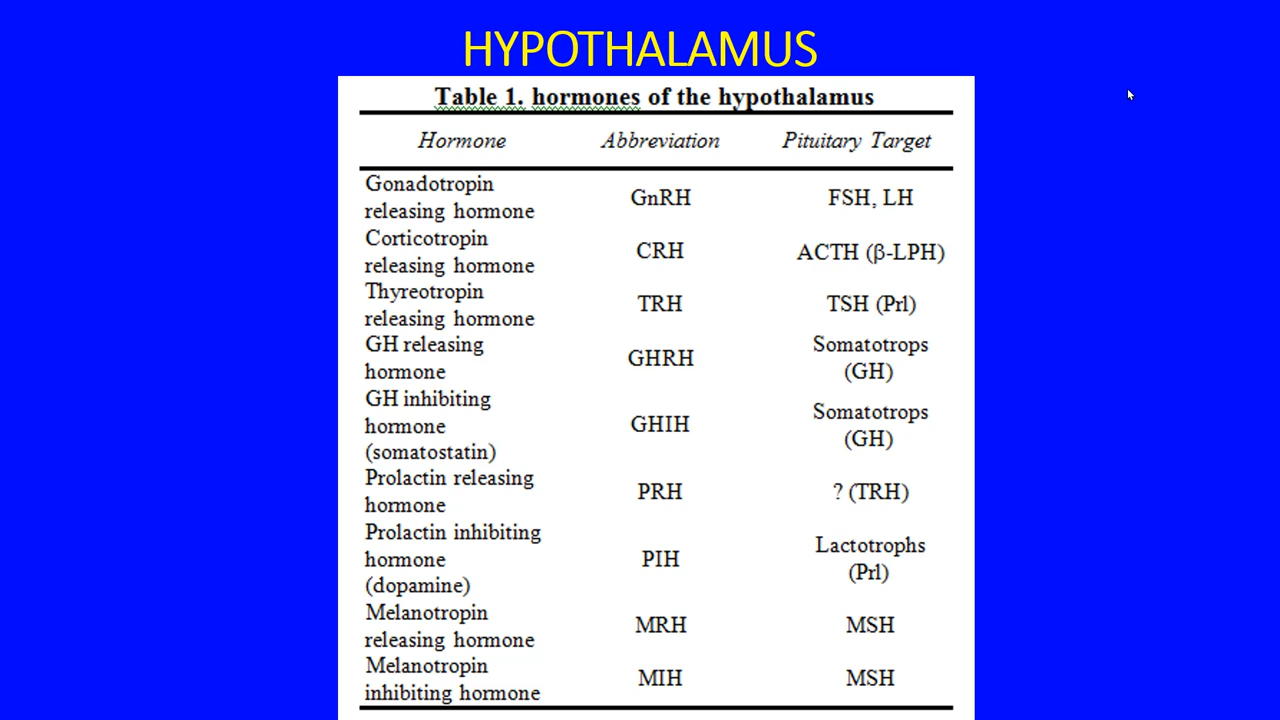 HYPOTHALAMUS
Table 1. hormones of the hypothalamus
Hormone Abbreviation Pituitary Target
Gonadotropin
releasing hormone GnRH FSH, LH
Corticotropin
releasing hormone CRH ACTH (β-LPH)
Thyreotropin
releasing hormone TRH TSH (Prl)
GH releasing
hormone GHRH Somatotrops
(GH)
GH inhibiting
hormone
(somatostatin) GHIH Somatotrops
(GH)
Prolactin releasing
hormone PRH ? (TRH)
Prolactin inhibiting
hormone
(dopamine) PIH Lactotrophs
(Prl)
Melanotropin
releasing hormone MRH MSH
Melanotropin
inhibiting hormone MIH MSH